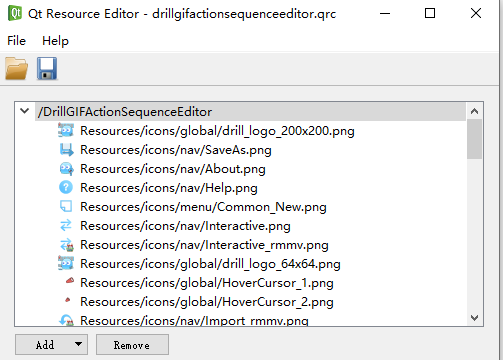 Qt Resource Editor - drillgifactionsequenceeditor.qrc
File Help
/DrillGIFActionSequenceEditor
Resources/icons/global/drill_logo_200x200.png
Resources/icons/nav/SaveAs.png
Resources/icons/nav/About.png
Resources/icons/nav/Help.png
Resources/icons/menu/Common_New.png
Resources/icons/nav/Interactive.png
Resources/icons/nav/Interactive_rmmv.png
Resources/icons/global/drill_logo_64x64.png
Resources/icons/global/HoverCursor_1.png
Resources/icons/global/HoverCursor_2.png
Resources/icons/nav/Import_rmmv.png
Add Remove